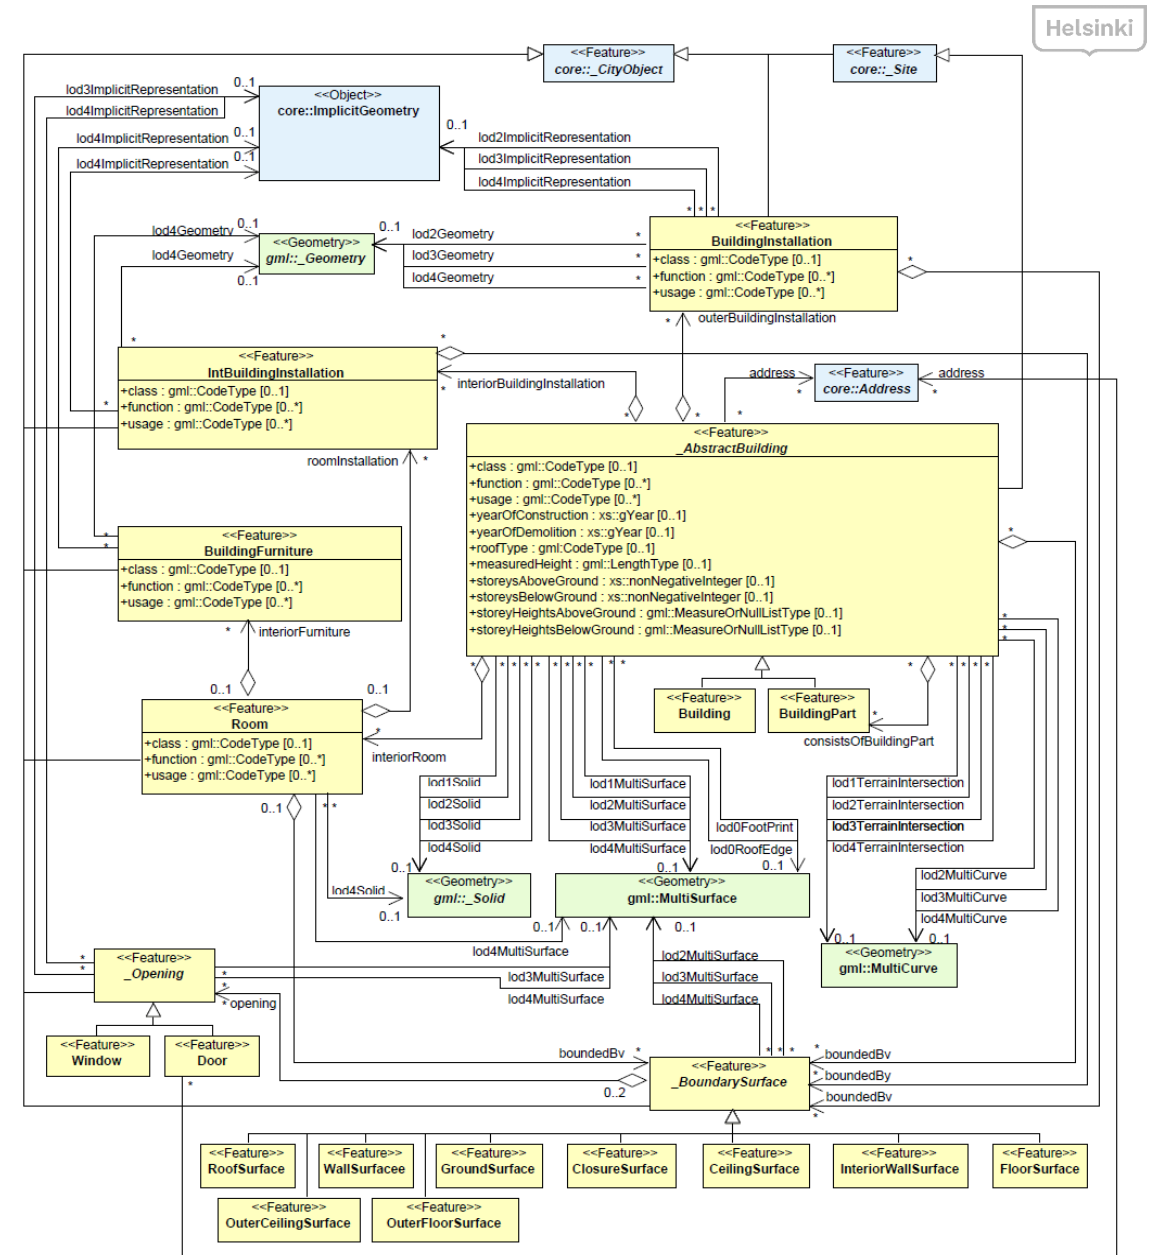 Helsinki
<<Feature>>
core::_CityObject
<<Feature>>
core::_Site
lod3ImplicitRepresentation
0..1
lod4ImplicitRepresentation
<<Object>>
core::ImplicitGeometry
lod4ImplicitRepresentation
0..1
lod4ImplicitRepresentation
0..1
0..1
lod2ImplicitRepresentation
lod3ImplicitRepresentation
lod4ImplicitRepresentation
* * *
lod4Geometry
0..1
lod4Geometry
0..1
<<Geometry>>
gml::_Geometry
0..1
lod2Geometry
*
lod3Geometry
*
lod4Geometry
*
<<Feature>>
BuildingInstallation
+class : gml::CodeType [0..1]
+function : gml::CodeType [0..*]
+usage : gml::CodeType [0..*]
*
* outerBuildingInstallation
*
<<Feature>>
IntBuildingInstallation
+class : gml::CodeType [0..1]
+function : gml::CodeType [0..*]
+usage : gml::CodeType [0..*]
*
*
*
interiorBuildingInstallation
* *
address
*
*
<<Feature>>
core::Address
address
*
roomInstallation *
<<Feature>>
_AbstractBuilding
+class : gml::CodeType [0..1]
+function : gml::CodeType [0..*]
+usage : gml::CodeType [0..*]
+yearOfConstruction : xs::gYear [0..1]
+yearOfDemolition : xs::gYear [0..1]
+roofType : gml:CodeType [0..1]
+measuredHeight : gml::LengthType [0..1]
+storeysAboveGround : xs::nonNegativeInteger [0..1]
+storeysBelowGround : xs::nonNegativeInteger [0..1]
+storeyHeightsAboveGround : gml::MeasureOrNullListType [0..1]
+storeyHeightsBelowGround : gml::MeasureOrNullListType [0..1]
*
*
*
*
*
*
<<Feature>>
BuildingFurniture
+class : gml::CodeType [0..1]
+function : gml::CodeType [0..*]
+usage : gml::CodeType [0..*]
* interiorFurniture
0..1
0..1
<<Feature>>
Room
+class : gml::CodeType [0..1]
+function : gml::CodeType [0..*]
+usage : gml::CodeType [0..*]
*
interiorRoom
* * * * * * * * * * *
* * * * *
<<Feature>>
Building
<<Feature>>
BuildingPart
*
consistsOfBuildingPart
0..1
* *
lod1Solid
lod2Solid
lod3Solid
lod4Solid
0..1
lod1MultiSurface
lod2MultiSurface
lod3MultiSurface
lod4MultiSurface
0..1
lod0FootPrint
lod0RoofEdge
0..1
lod1TerrainIntersection
lod2TerrainIntersection
lod3TerrainIntersection
lod4TerrainIntersection
lod2MultiCurve
lod3MultiCurve
lod4MultiCurve
0..1
0..1
lod4Solid
0..1
<<Geometry>>
gml::_Solid
<<Geometry>>
gml::MultiSurface
0..1
0..1
0..1
<<Geometry>>
gml::MultiCurve
lod4MultiSurface
*
*
<<Feature>>
_Opening
*
*
lod3MultiSurface
lod4MultiSurface
* opening
lod2MultiSurface
lod3MultiSurface
lod4MultiSurface
* * *
<<Feature>>
Window
<<Feature>>
Door
*
boundedBy *
0..2
<<Feature>>
_BoundarySurface
* boundedBy
* boundedBy
boundedBy
*
<<Feature>>
RoofSurface
<<Feature>>
WallSurfacee
<<Feature>>
GroundSurface
<<Feature>>
ClosureSurface
<<Feature>>
CeilingSurface
<<Feature>>
InteriorWallSurface
<<Feature>>
FloorSurface
<<Feature>>
OuterCeilingSurface
<<Feature>>
OuterFloorSurface